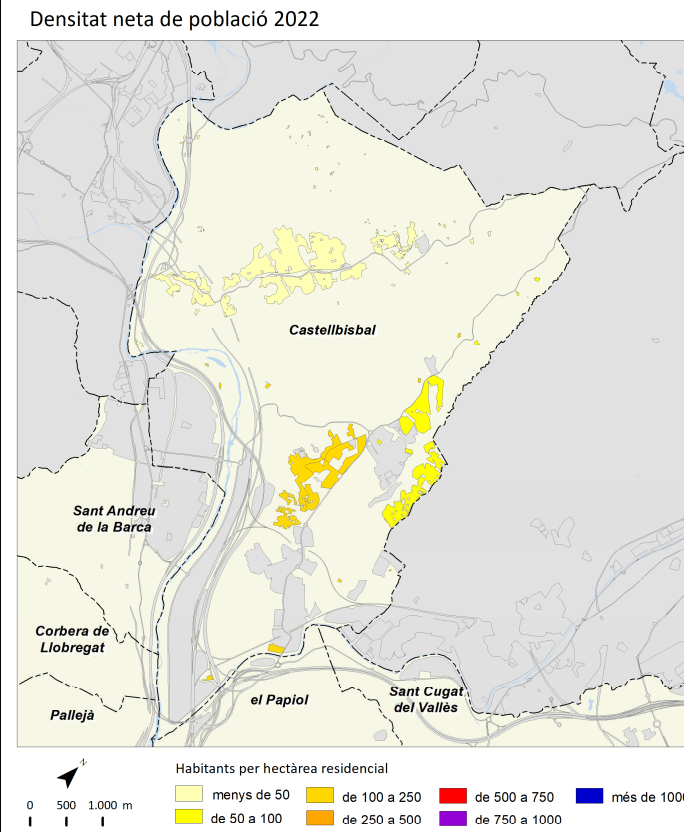 Densitat neta de població 2022
Castellbisbal
Sant Andreu
de la Barca
Corbera de
Llobregat
Pallejà
el Papiol
Sant Cugat
del Vallès
N
0 500 1.000 m
Habitants per hectàrea residencial
menys de 50
de 50 a 100
de 100 a 250
de 250 a 500
de 500 a 750
de 750 a 1000
més de 1000